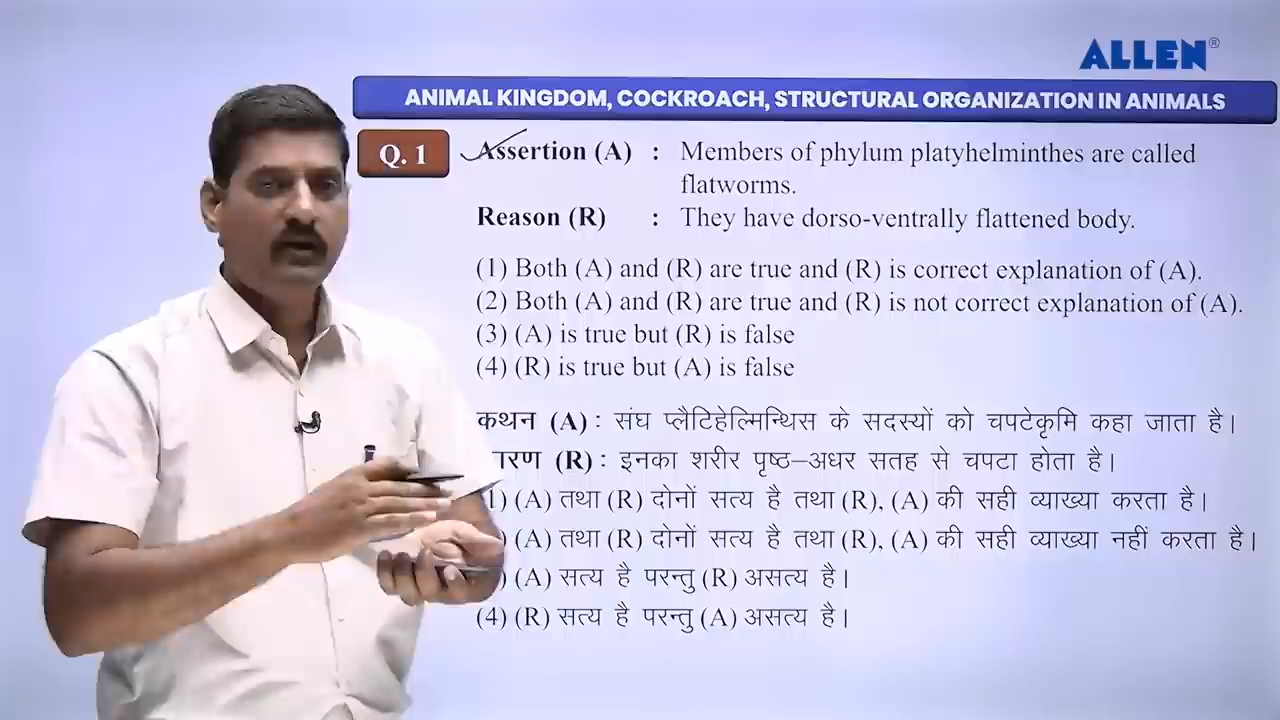 ALLEN®
ANIMAL KINGDOM, COCKROACH, STRUCTURAL ORGANIZATION IN ANIMALS
Q. 1
Assertion (A) : Members of phylum platyhelminthes are called
flatworms.
Reason (R) : They have dorso-ventrally flattened body.
(1) Both (A) and (R) are true and (R) is correct explanation of (A).
(2) Both (A) and (R) are true and (R) is not correct explanation of (A).
(3) (A) is true but (R) is false
(4) (R) is true but (A) is false
कथन (A) : संघ प्लैटिहेल्मिन्थिस के सदस्यों को चपटेकृमि कहा जाता है।
(R) : इनका शरीर पृष्ठ–अधर सतह से चपटा होता है।
1) (A) तथा (R) दोनों सत्य है तथा (R), (A) की सही व्याख्या करता है।
) (A) तथा (R) दोनों सत्य है तथा (R), (A) की सही व्याख्या नहीं करता है।
) (A) सत्य है परन्तु (R) असत्य है।
(4) (R) सत्य है परन्तु (A) असत्य है।